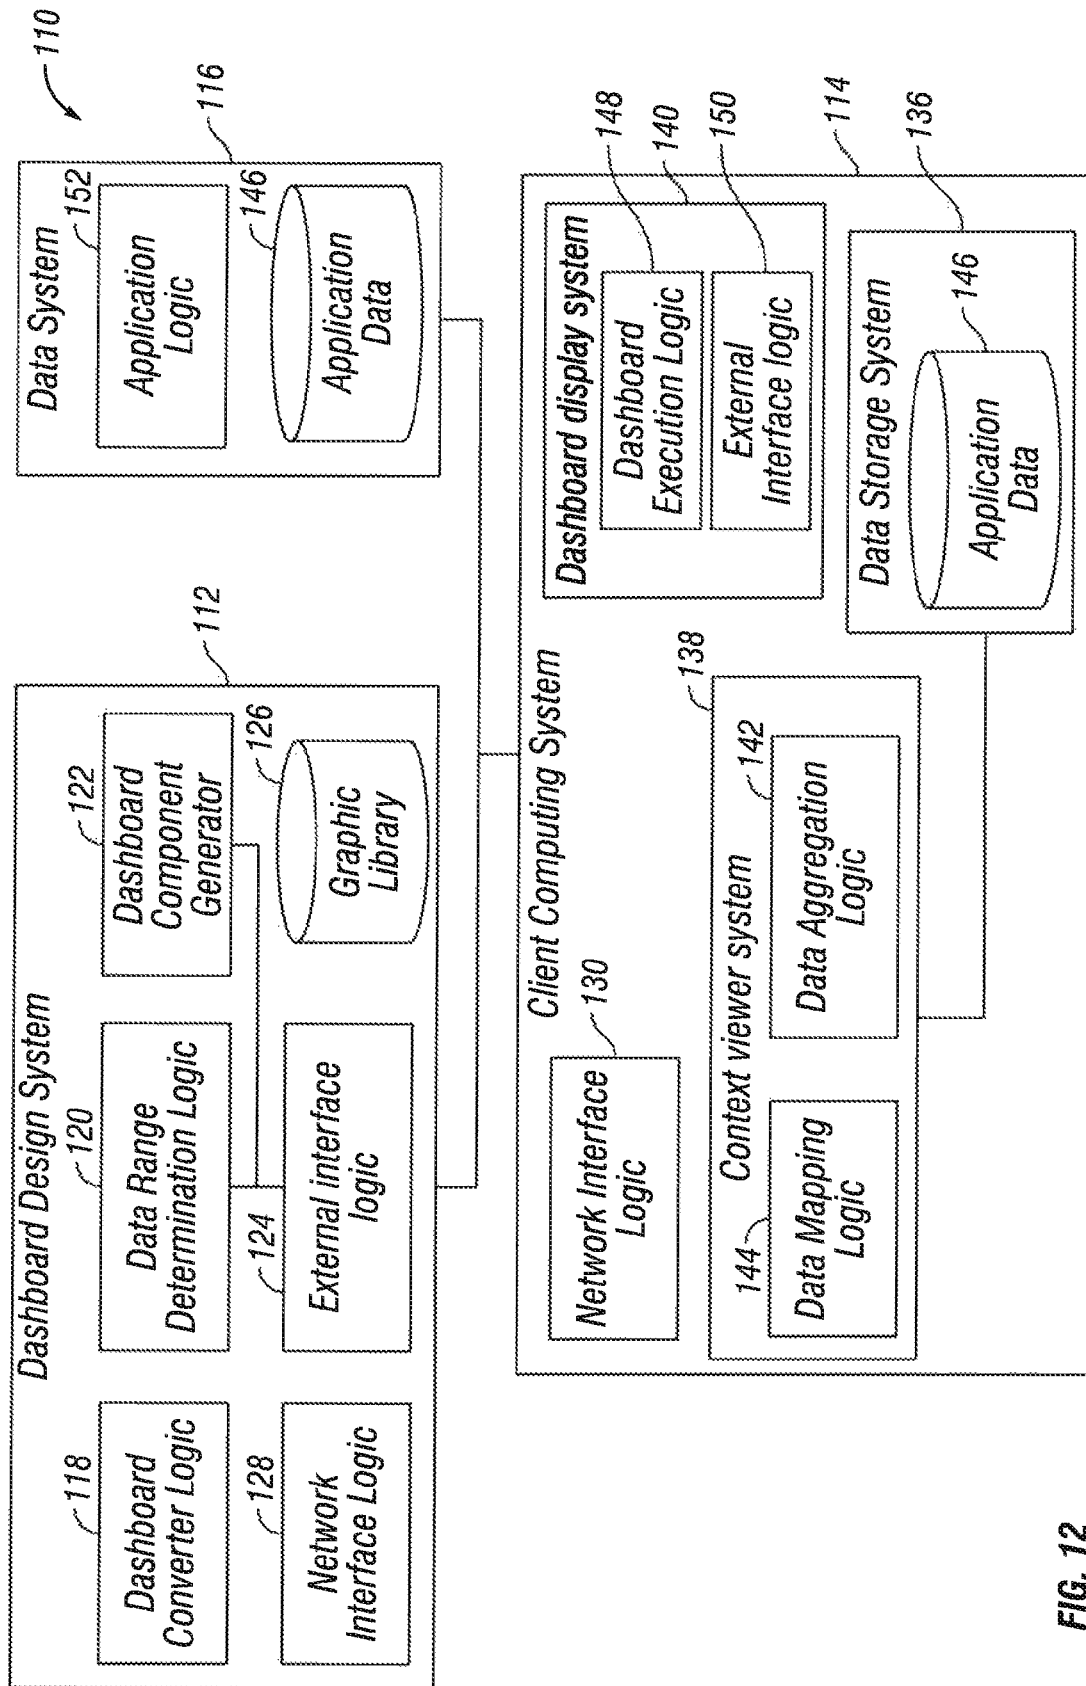 110
Dashboard Design System
112
118
Dashboard
Converter Logic
120
Data Range
Determination Logic
122
Dashboard
Component
Generator
128
Network
Interface Logic
124
External interface
logic
126
Graphic
Library
Data System
116
152
Application
Logic
146
Application
Data
Client Computing System
114
130
Network Interface
Logic
Dashboard display system
140
148
Dashboard
Execution Logic
150
External
Interface logic
Context viewer system
138
144
Data Mapping
Logic
142
Data Aggregation
Logic
Data Storage System
136
146
Application
Data
FIG. 12